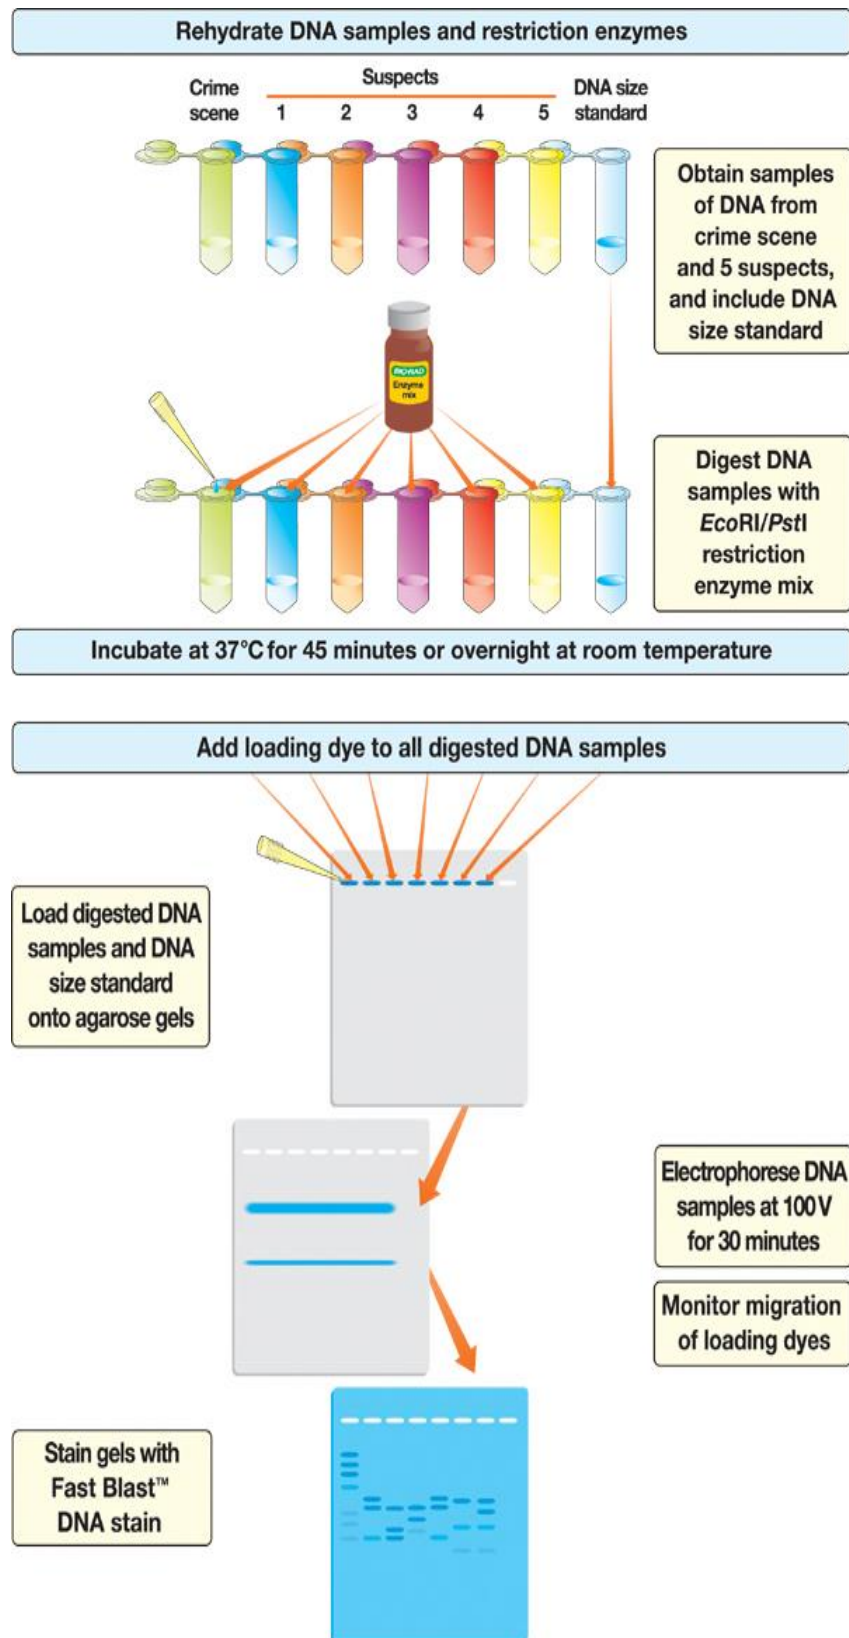 Rehydrate DNA samples and restriction enzymes
Crime
scene
Suspects
1 2 3 4 5
DNA size
standard
Obtain samples
of DNA from
crime scene
and 5 suspects,
and include DNA
size standard
BIO-RAD
Enzyme
mix
Digest DNA
samples with
EcoRI/PstI
restriction
enzyme mix
Incubate at 37°C for 45 minutes or overnight at room temperature
Add loading dye to all digested DNA samples
Load digested DNA
samples and DNA
size standard
onto agarose gels
Electrophorese DNA
samples at 100 V
for 30 minutes
Monitor migration
of loading dyes
Stain gels with
Fast Blast™
DNA stain